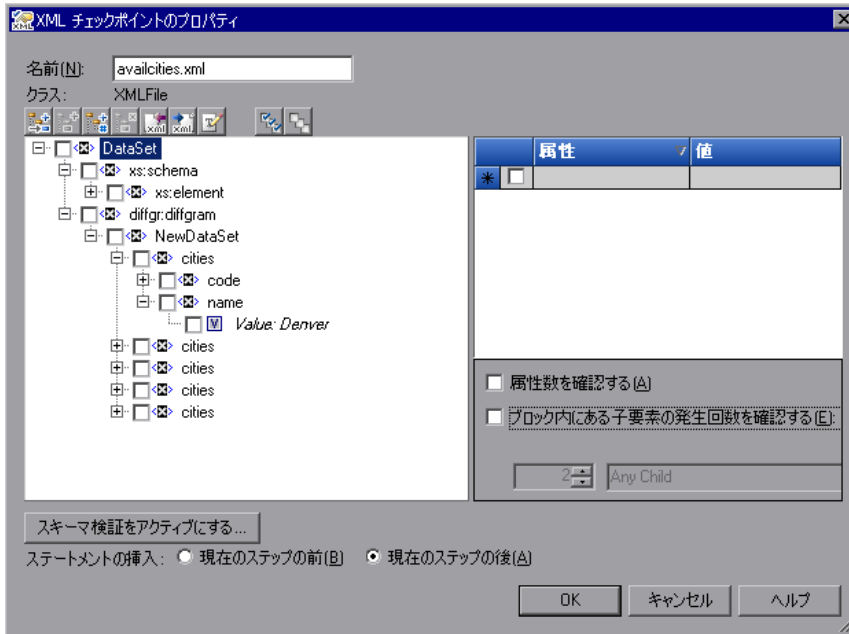 XML チェックポイントのプロパティ
名前(N): availcities.xml
クラス: XMLFile
DataSet
xs:schema
xs:element
diffgr:diffgram
NewDataSet
cities
code
name
Value: Denver
cities
cities
cities
cities
属性 値
属性数を確認する(A)
ブロック内にある子要素の発生回数を確認する(E):
2 Any Child
スキーマ検証をアクティブにする...
ステートメントの挿入: 現在のステップの前(B) 現在のステップの後(A)
OK キャンセル ヘルプ